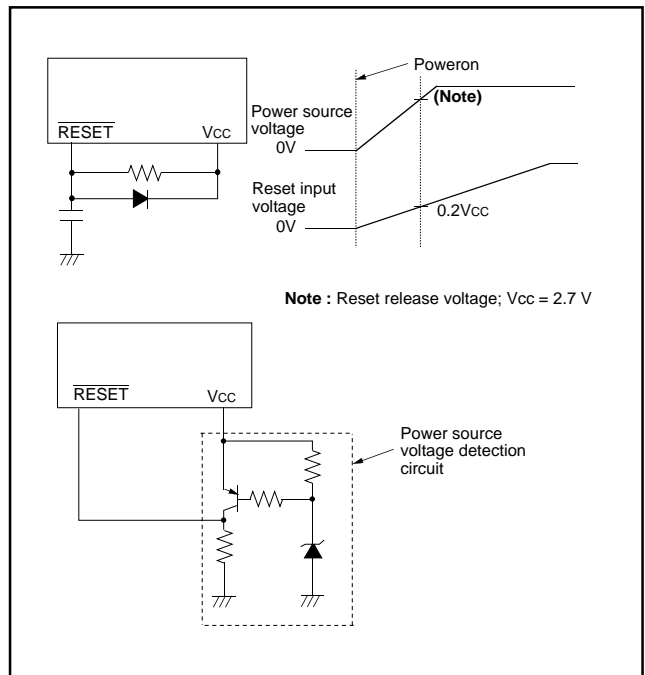 Poweron
(Note)
Power source
voltage
0V
RESET
VCC
Reset input
voltage
0V
0.2VCC
Note : Reset release voltage; Vcc = 2.7 V
RESET
VCC
Power source
voltage detection
circuit